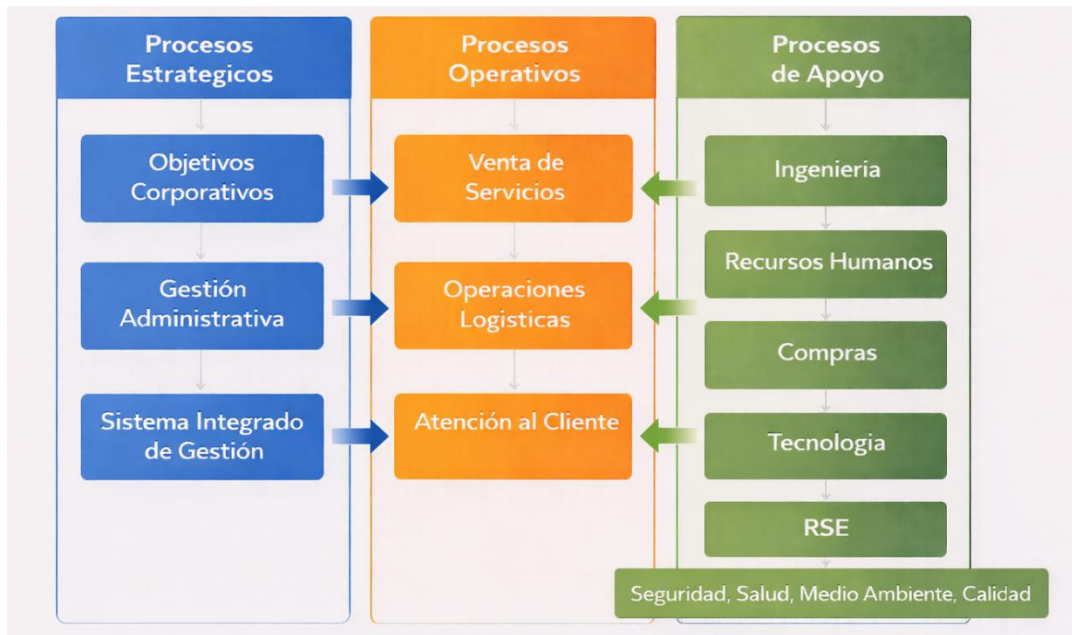 Procesos
Estrategicos
Objetivos
Corporativos
Gestión
Administrativa
Sistema Integrado
de Gestión
Procesos
Operativos
Venta de
Servicios
Operaciones
Logisticas
Atención al Cliente
Procesos
de Apoyo
Ingenieria
Recursos Humanos
Compras
Tecnologia
RSE
Seguridad, Salud, Medio Ambiente, Calidad